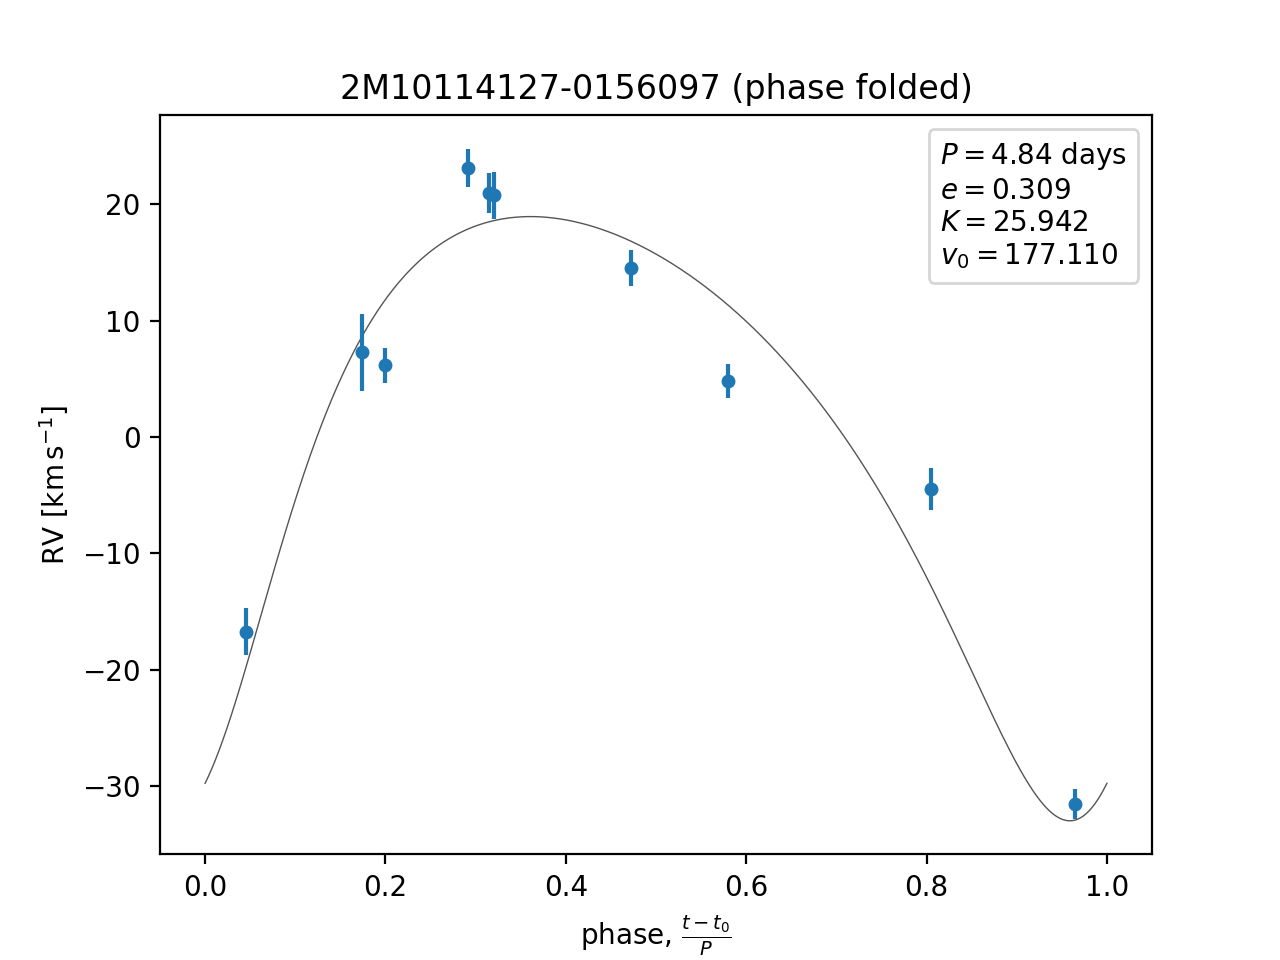 2M10114127-0156097 (phase folded)
P = 4.84 days
e = 0.309
K = 25.942
v₀ = 177.110
RV [km s⁻¹]
20
10
0
−10
−20
−30
0.0 0.2 0.4 0.6 0.8 1.0
phase, (t − t₀)/P